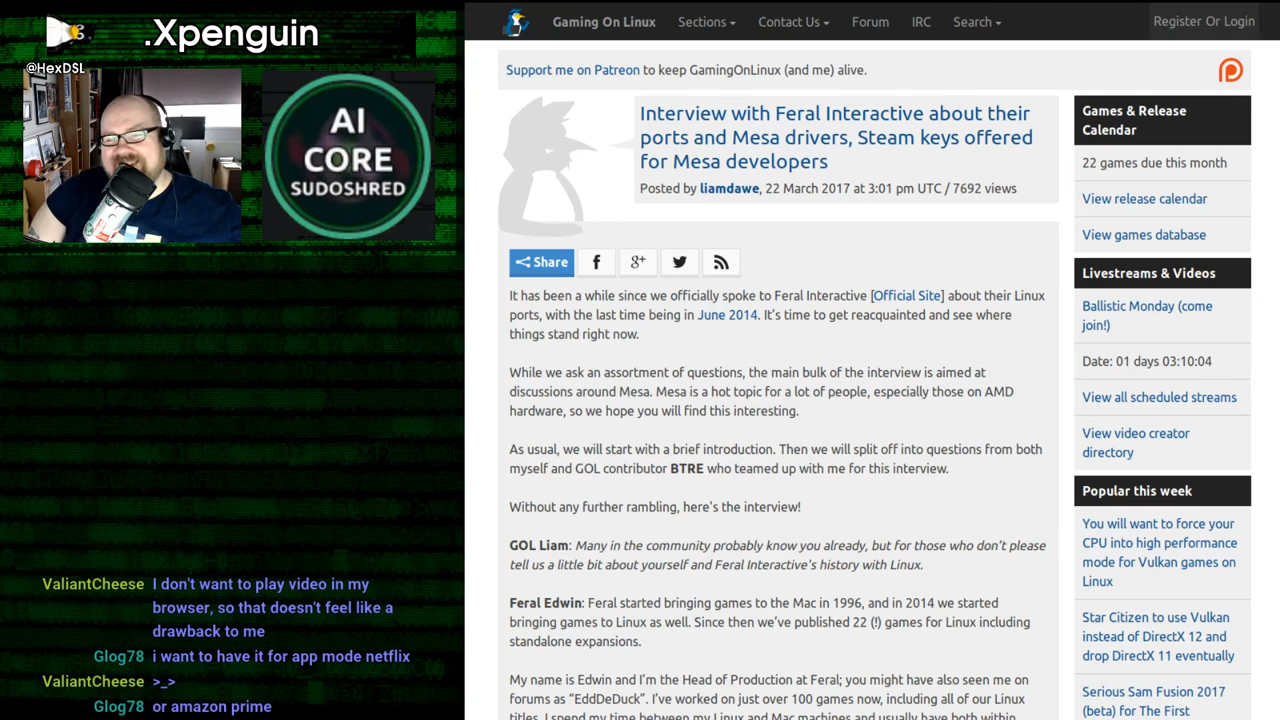 .Xpenguin
@HexDSL
AI
CORE
SUDOSHRED
ValiantCheese I don't want to play video in my
browser, so that doesn't feel like a
drawback to me
Glog78 i want to have it for app mode netflix
ValiantCheese >_>
Glog78 or amazon prime
Gaming On Linux Sections Contact Us Forum IRC Search Register Or Login
Support me on Patreon to keep GamingOnLinux (and me) alive.
Interview with Feral Interactive about their
ports and Mesa drivers, Steam keys offered
for Mesa developers
Posted by liamdawe, 22 March 2017 at 3:01 pm UTC / 7692 views
Share
It has been a while since we officially spoke to Feral Interactive [Official Site] about their Linux
ports, with the last time being in June 2014. It's time to get reacquainted and see where
things stand right now.
While we ask an assortment of questions, the main bulk of the interview is aimed at
discussions around Mesa. Mesa is a hot topic for a lot of people, especially those on AMD
hardware, so we hope you will find this interesting.
As usual, we will start with a brief introduction. Then we will split off into questions from both
myself and GOL contributor BTRE who teamed up with me for this interview.
Without any further rambling, here's the interview!
GOL Liam: Many in the community probably know you already, but for those who don't please
tell us a little bit about yourself and Feral Interactive's history with Linux.
Feral Edwin: Feral started bringing games to the Mac in 1996, and in 2014 we started
bringing games to Linux as well. Since then we've published 22 (!) games for Linux including
standalone expansions.
My name is Edwin and I'm the Head of Production at Feral; you might have also seen me on
forums as "EddDeDuck". I've worked on just over 100 games now, including all of our Linux
titles. I spend my time between my Linux and Mac machines and usually have both within
Games & Release
Calendar
22 games due this month
View release calendar
View games database
Livestreams & Videos
Ballistic Monday (come
join!)
Date: 01 days 03:10:04
View all scheduled streams
View video creator
directory
Popular this week
You will want to force your
CPU into high performance
mode for Vulkan games on
Linux
Star Citizen to use Vulkan
instead of DirectX 12 and
drop DirectX 11 eventually
Serious Sam Fusion 2017
(beta) for The First